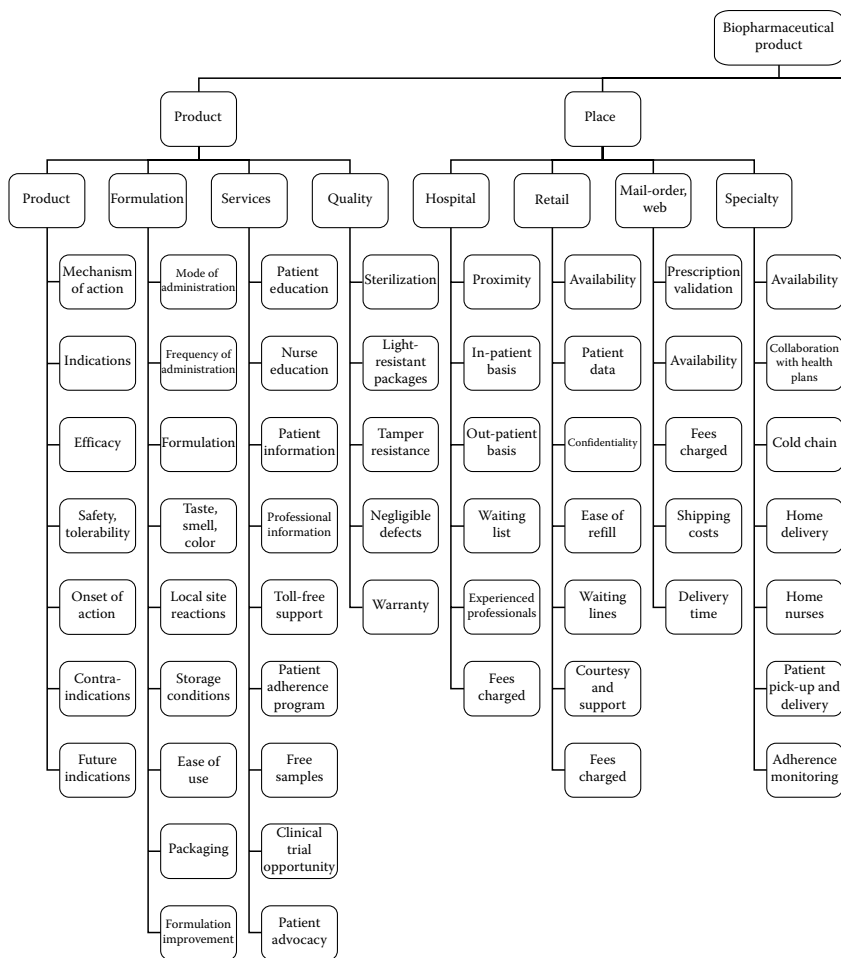 Biopharmaceutical
product
Product
Place
Product
Formulation
Services
Quality
Hospital
Retail
Mail-order,
web
Specialty
Mechanism
of action
Indications
Efficacy
Safety,
tolerability
Onset of
action
Contra-
indications
Future
indications
Mode of
administration
Frequency of
administration
Formulation
Taste,
smell,
color
Local site
reactions
Storage
conditions
Ease of
use
Packaging
Formulation
improvement
Patient
education
Nurse
education
Patient
information
Professional
information
Toll-free
support
Patient
adherence
program
Free
samples
Clinical
trial
opportunity
Patient
advocacy
Sterilization
Light-
resistant
packages
Tamper
resistance
Negligible
defects
Warranty
Proximity
In-patient
basis
Out-patient
basis
Waiting
list
Experienced
professionals
Fees
charged
Availability
Patient
data
Confidentiality
Ease of
refill
Waiting
lines
Courtesy
and
support
Fees
charged
Prescription
validation
Availability
Fees
charged
Shipping
costs
Delivery
time
Availability
Collaboration
with health
plans
Cold chain
Home
delivery
Home
nurses
Patient
pick-up and
delivery
Adherence
monitoring